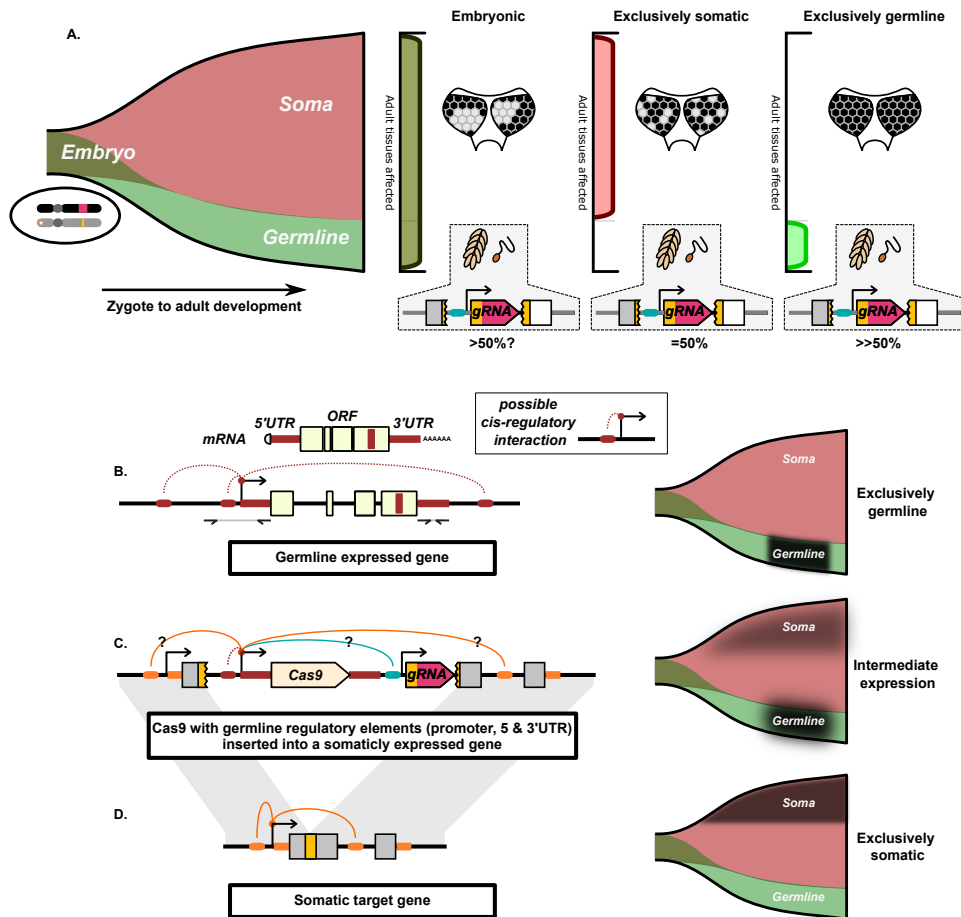 A.
Soma
Embryo
Germline
Zygote to adult development
Embryonic
Adult tissues affected
gRNA
>50%?
Exclusively somatic
Adult tissues affected
gRNA
=50%
Exclusively germline
Adult tissues affected
gRNA
>>50%
5'UTR ORF 3'UTR
mRNA AAAAAA
possible
cis-regulatory
interaction
B.
Germline expressed gene
Soma
Germline
Exclusively
germline
C.
? ? ?
Cas9 gRNA
Cas9 with germline regulatory elements (promoter, 5 & 3'UTR)
inserted into a somaticly expressed gene
Soma
Germline
Intermediate
expression
D.
Somatic target gene
Soma
Germline
Exclusively
somatic